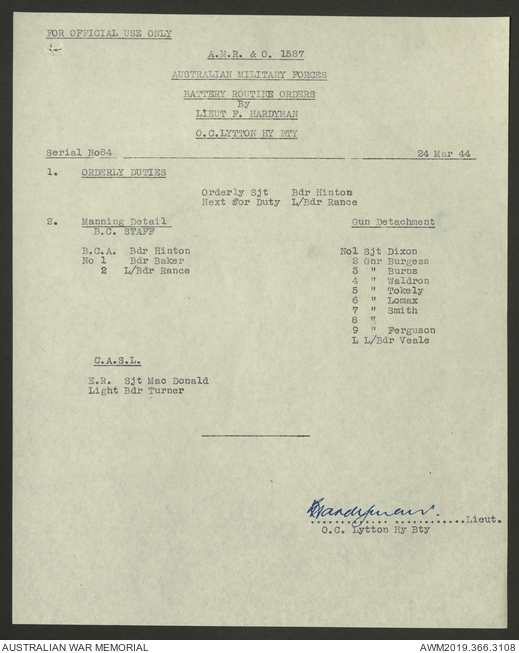 FOR OFFICIAL USE ONLY
A.M.R. & O. 1587
AUSTRALIAN MILITARY FORCES
BATTERY ROUTINE ORDERS
By
LIEUT F. HARDYMAN
O.C.LYTTON HY BTY
Serial No84 24 Mar 44
1. ORDERLY DUTIES
Orderly Sjt Bdr Hinton
Next for Duty L/Bdr Rance
2. Manning Detail Gun Detachment
B.C. STAFF
B.C.A. Bdr Hinton No1 Sjt Dixon
No 1 Bdr Baker 2 Gnr Burgess
2 L/Bdr Rance 3 " Burns
4 " Waldron
5 " Tokely
6 " Lomax
7 " Smith
8 "
9 " Ferguson
L L/Bdr Veale
C.A.S.L.
E.R. Sjt Mac Donald
Light Bdr Turner
Hardyman.
.......................Lieut.
O.C. Lytton Hy Bty
AUSTRALIAN WAR MEMORIAL AWM2019.366.3108